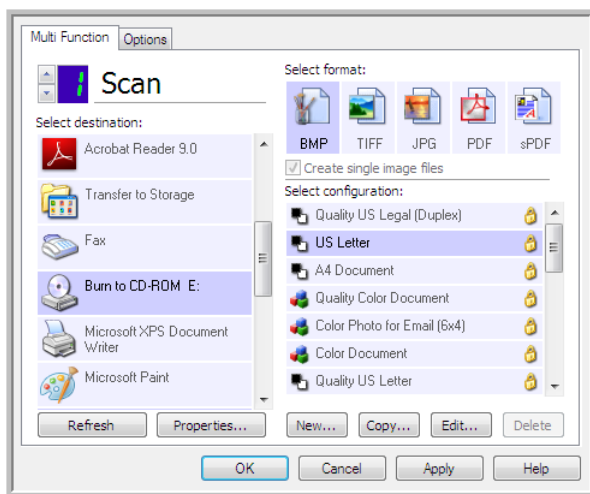 Multi Function
Options
1
Scan
Select destination:
Acrobat Reader 9.0
Transfer to Storage
Fax
Burn to CD-ROM E:
Microsoft XPS Document
Writer
Microsoft Paint
Refresh
Properties...
Select format:
BMP
TIFF
JPG
PDF
sPDF
Create single image files
Select configuration:
Quality US Legal (Duplex)
US Letter
A4 Document
Quality Color Document
Color Photo for Email (6x4)
Color Document
Quality US Letter
New...
Copy...
Edit...
Delete
OK
Cancel
Apply
Help